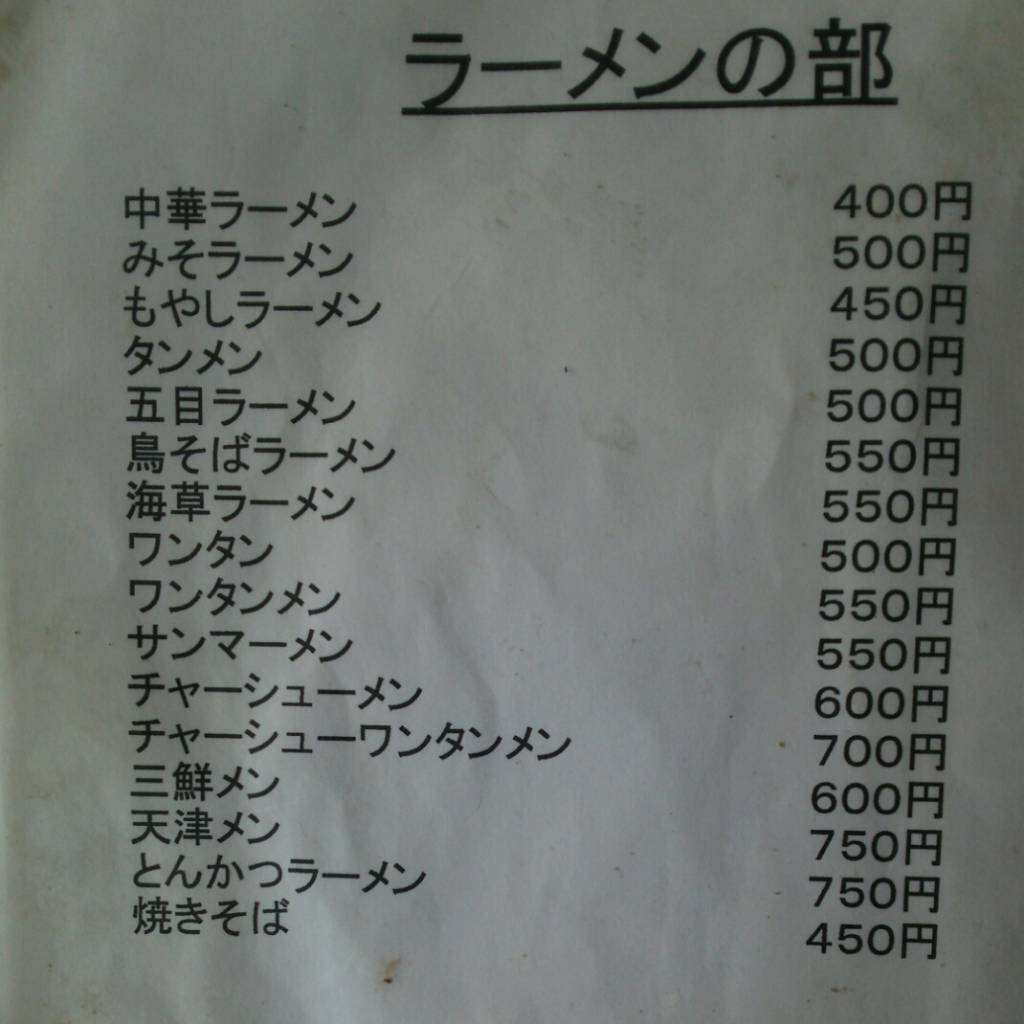 ラーメンの部
中華ラーメン 400円
みそラーメン 500円
もやしラーメン 450円
タンメン 500円
五目ラーメン 500円
鳥そばラーメン 550円
海草ラーメン 550円
ワンタン 500円
ワンタンメン 550円
サンマーメン 550円
チャーシューメン 600円
チャーシューワンタンメン 700円
三鮮メン 600円
天津メン 750円
とんかつラーメン 750円
焼きそば 450円